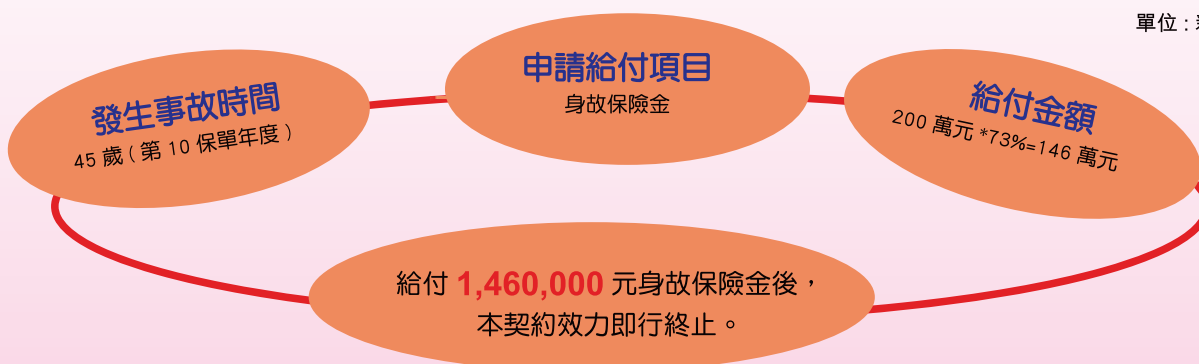 單位：
發生事故時間
45 歲 ( 第 10 保單年度 )
申請給付項目
身故保險金
給付金額
200 萬元 *73%=146 萬元
給付 1,460,000 元身故保險金後，
本契約效力即行終止。